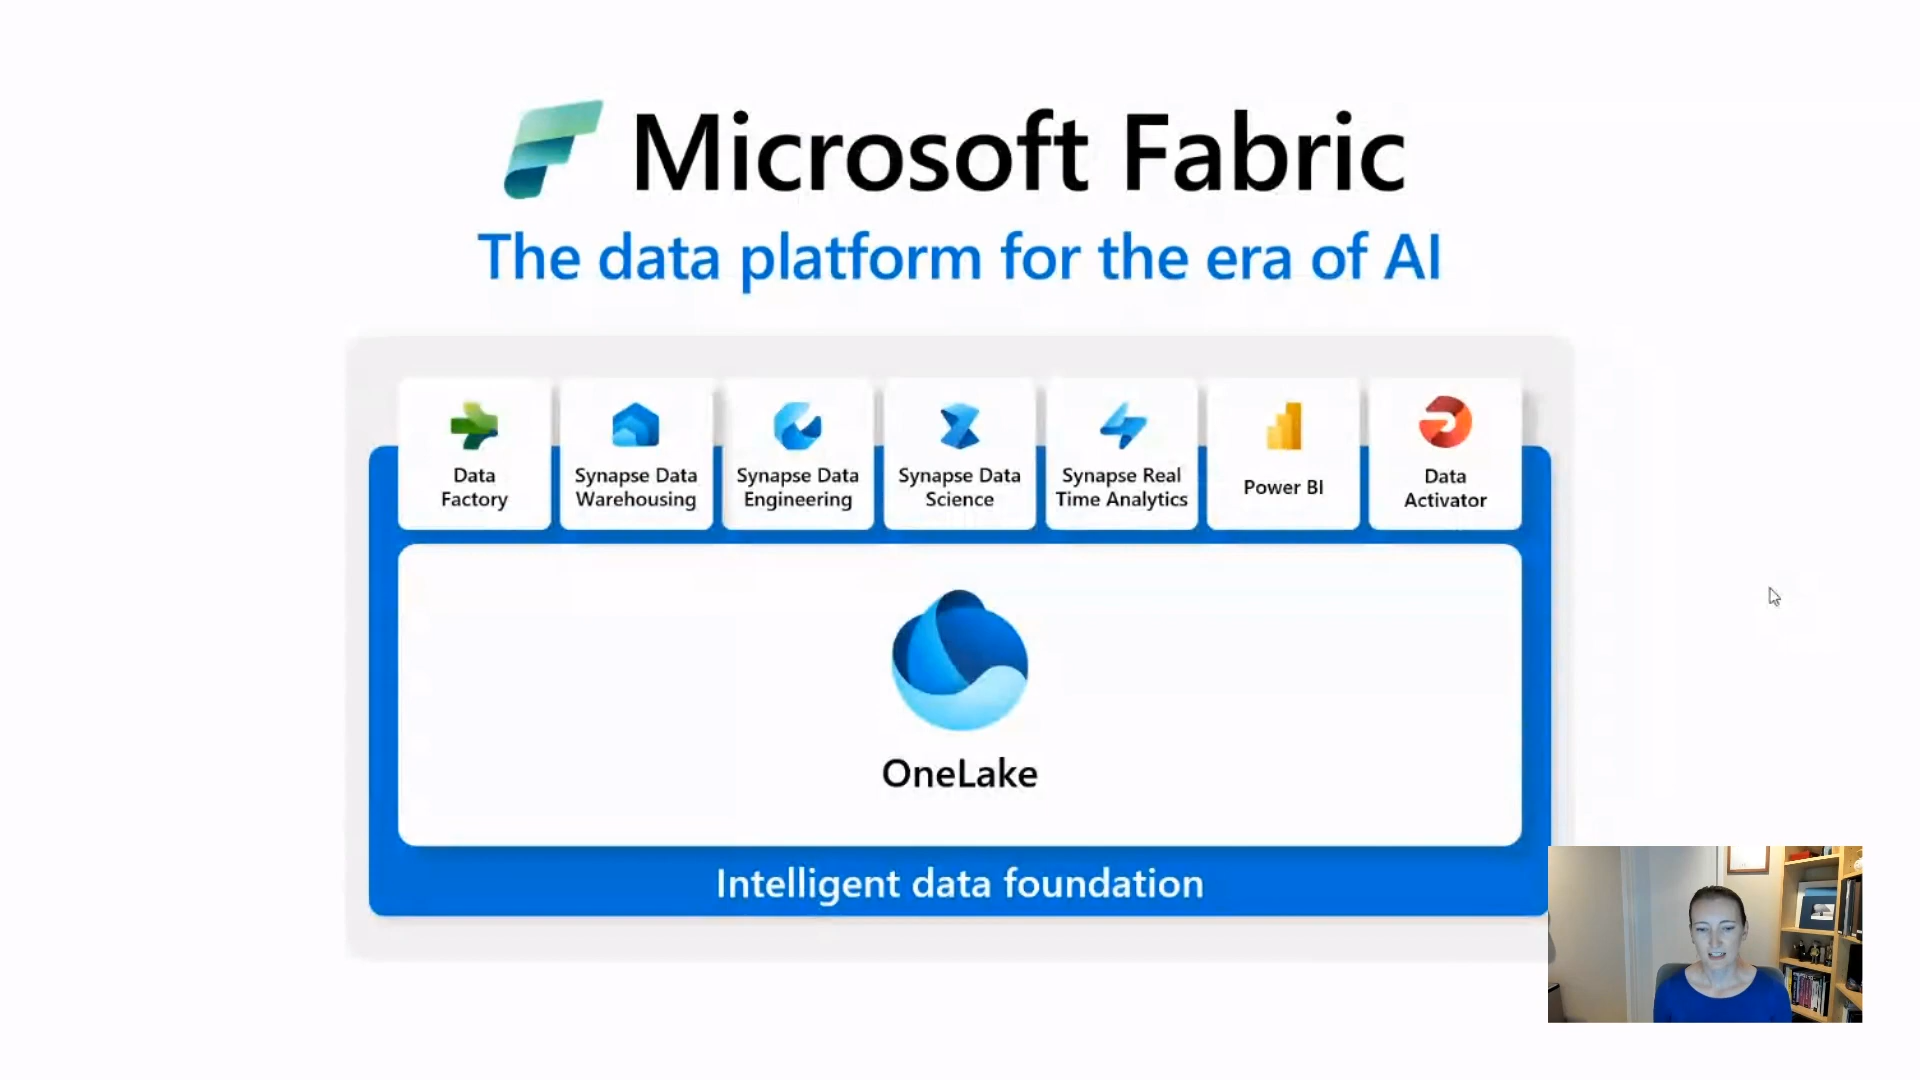 Microsoft Fabric
The data platform for the era of AI
Data
Factory
Synapse Data
Warehousing
Synapse Data
Engineering
Synapse Data
Science
Synapse Real
Time Analytics
Power BI
Data
Activator
OneLake
Intelligent data foundation